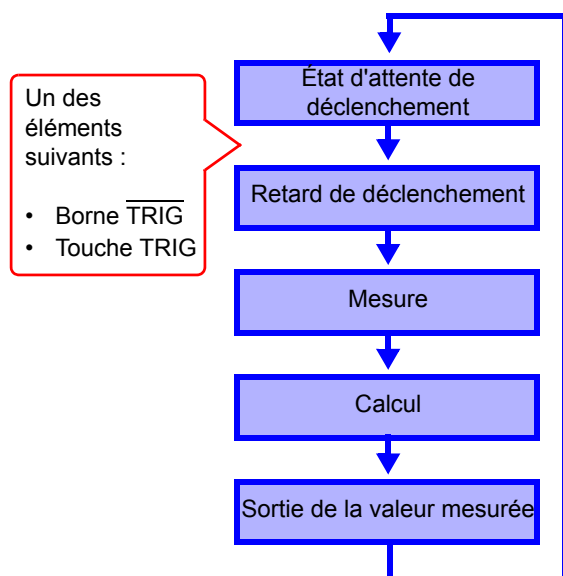 État d'attente de
déclenchement
Un des
éléments
suivants :
• Borne T̅R̅I̅G̅
• Touche TRIG
Retard de déclenchement
Mesure
Calcul
Sortie de la valeur mesurée